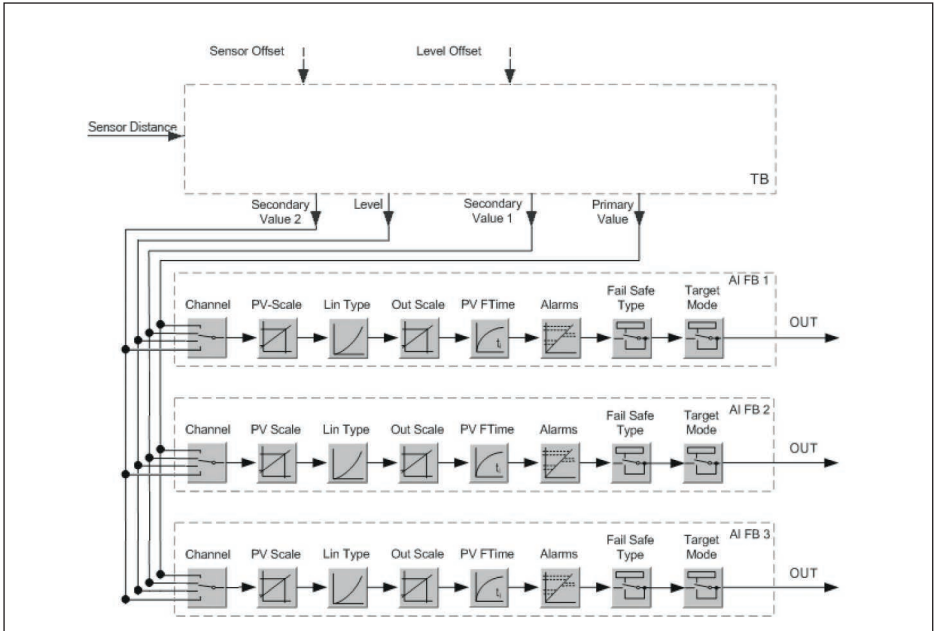 Sensor Offset
Level Offset
Sensor Distance
TB
Secondary
Value 2
Level
Secondary
Value 1
Primary
Value
AI FB 1
Channel
PV-Scale
Lin Type
Out Scale
PV FTime
Alarms
Fail Safe
Type
Target
Mode
OUT
t
AI FB 2
Channel
PV Scale
Lin Type
Out Scale
PV FTime
Alarms
Fail Safe
Type
Target
Mode
OUT
t
AI FB 3
Channel
PV Scale
Lin Type
Out Scale
PV FTime
Alarms
Fail Safe
Type
Target
Mode
OUT
t